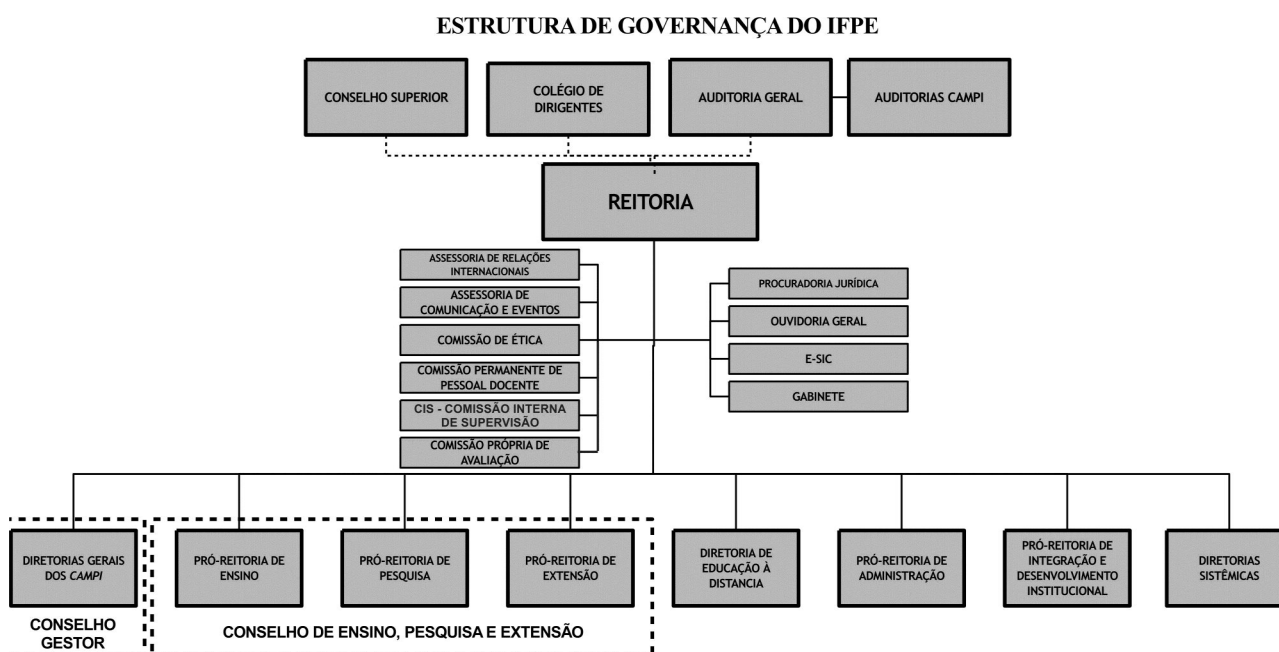 ESTRUTURA DE GOVERNANÇA DO IFPE
CONSELHO SUPERIOR
COLÉGIO DE
DIRIGENTES
AUDITORIA GERAL
AUDITORIAS CAMPI
REITORIA
ASSESSORIA DE RELAÇÕES
INTERNACIONAIS
ASSESSORIA DE
COMUNICAÇÃO E EVENTOS
COMISSÃO DE ÉTICA
COMISSÃO PERMANENTE DE
PESSOAL DOCENTE
CIS - COMISSÃO INTERNA
DE SUPERVISÃO
COMISSÃO PRÓPRIA DE
AVALIAÇÃO
PROCURADORIA JURÍDICA
OUVIDORIA GERAL
E-SIC
GABINETE
DIRETORIAS GERAIS
DOS CAMPI
PRÓ-REITORIA DE
ENSINO
PRÓ-REITORIA DE
PESQUISA
PRÓ-REITORIA DE
EXTENSÃO
DIRETORIA DE
EDUCAÇÃO À
DISTANCIA
PRÓ-REITORIA DE
ADMINISTRAÇÃO
PRÓ-REITORIA DE
INTEGRAÇÃO E
DESENVOLVIMENTO
INSTITUCIONAL
DIRETORIAS
SISTÊMICAS
CONSELHO
GESTOR
CONSELHO DE ENSINO, PESQUISA E EXTENSÃO